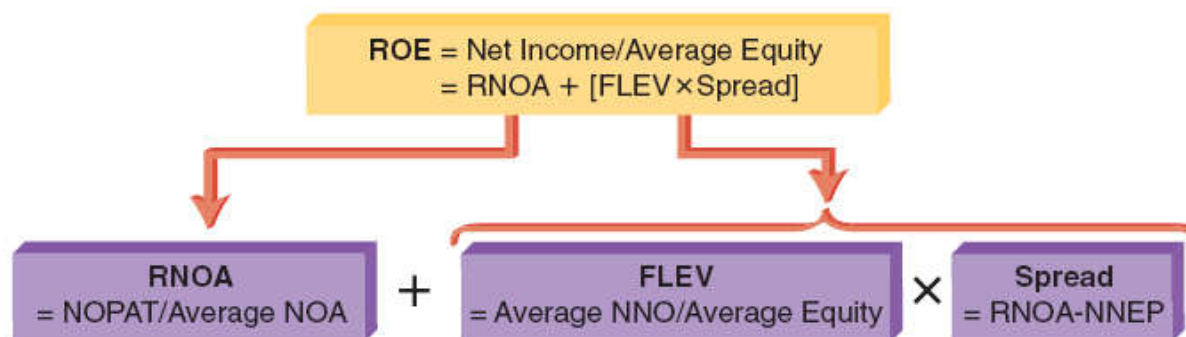 ROE = Net Income/Average Equity
= RNOA + [FLEV×Spread]
RNOA
= NOPAT/Average NOA
+
FLEV
= Average NNO/Average Equity
×
Spread
= RNOA-NNEP